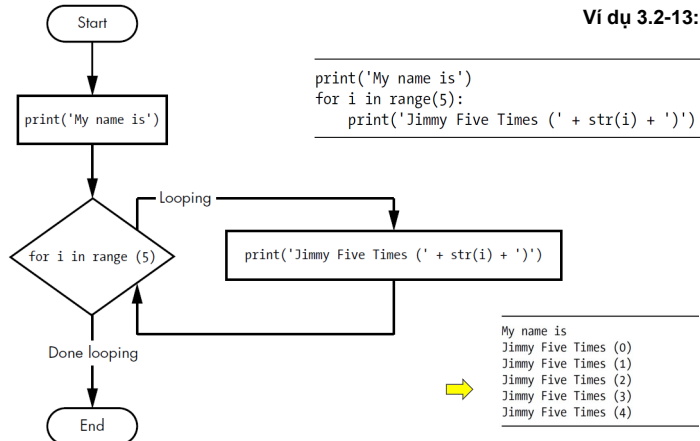 Ví dụ 3.2-13:
Start
print('My name is')
for i in range(5):
    print('Jimmy Five Times (' + str(i) + ')')
print('My name is')
Looping
for i in range (5)
print('Jimmy Five Times (' + str(i) + ')')
Done looping
End
My name is
Jimmy Five Times (0)
Jimmy Five Times (1)
Jimmy Five Times (2)
Jimmy Five Times (3)
Jimmy Five Times (4)